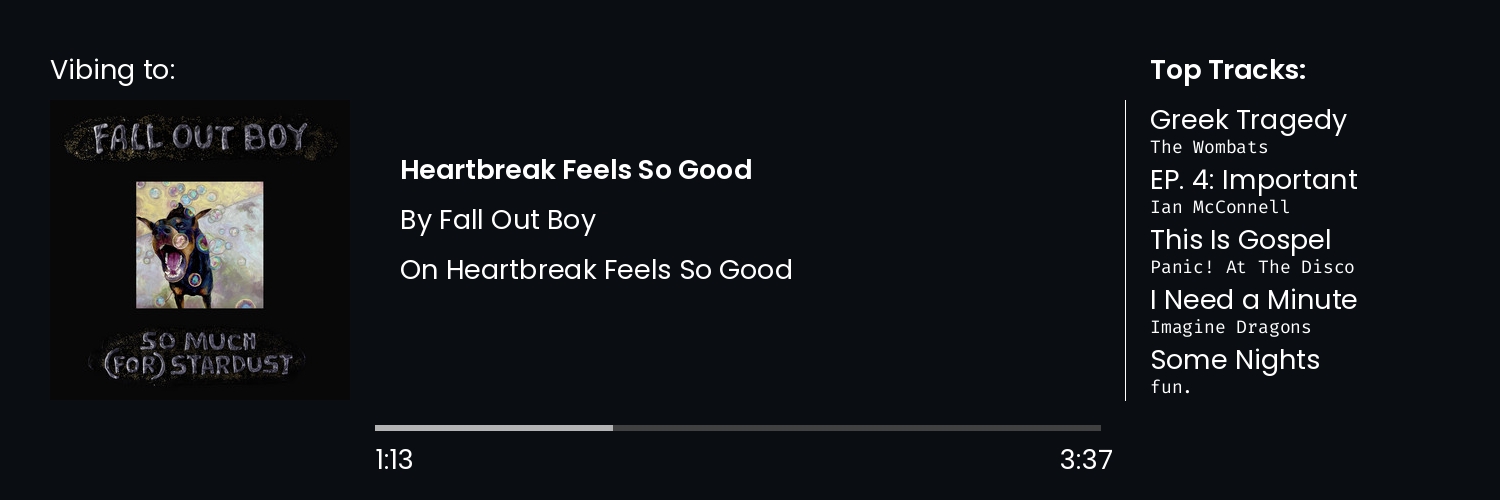 Vibing to:
FALL OUT BOY
SO MUCH
(FOR) STARDUST
Heartbreak Feels So Good
By Fall Out Boy
On Heartbreak Feels So Good
1:13
3:37
Top Tracks:
Greek Tragedy
The Wombats
EP. 4: Important
Ian McConnell
This Is Gospel
Panic! At The Disco
I Need a Minute
Imagine Dragons
Some Nights
fun.